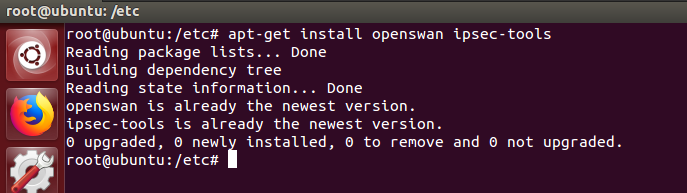 root@ubuntu: /etc
root@ubuntu:/etc# apt-get install openswan ipsec-tools
Reading package lists... Done
Building dependency tree
Reading state information... Done
openswan is already the newest version.
ipsec-tools is already the newest version.
0 upgraded, 0 newly installed, 0 to remove and 0 not upgraded.
root@ubuntu:/etc#